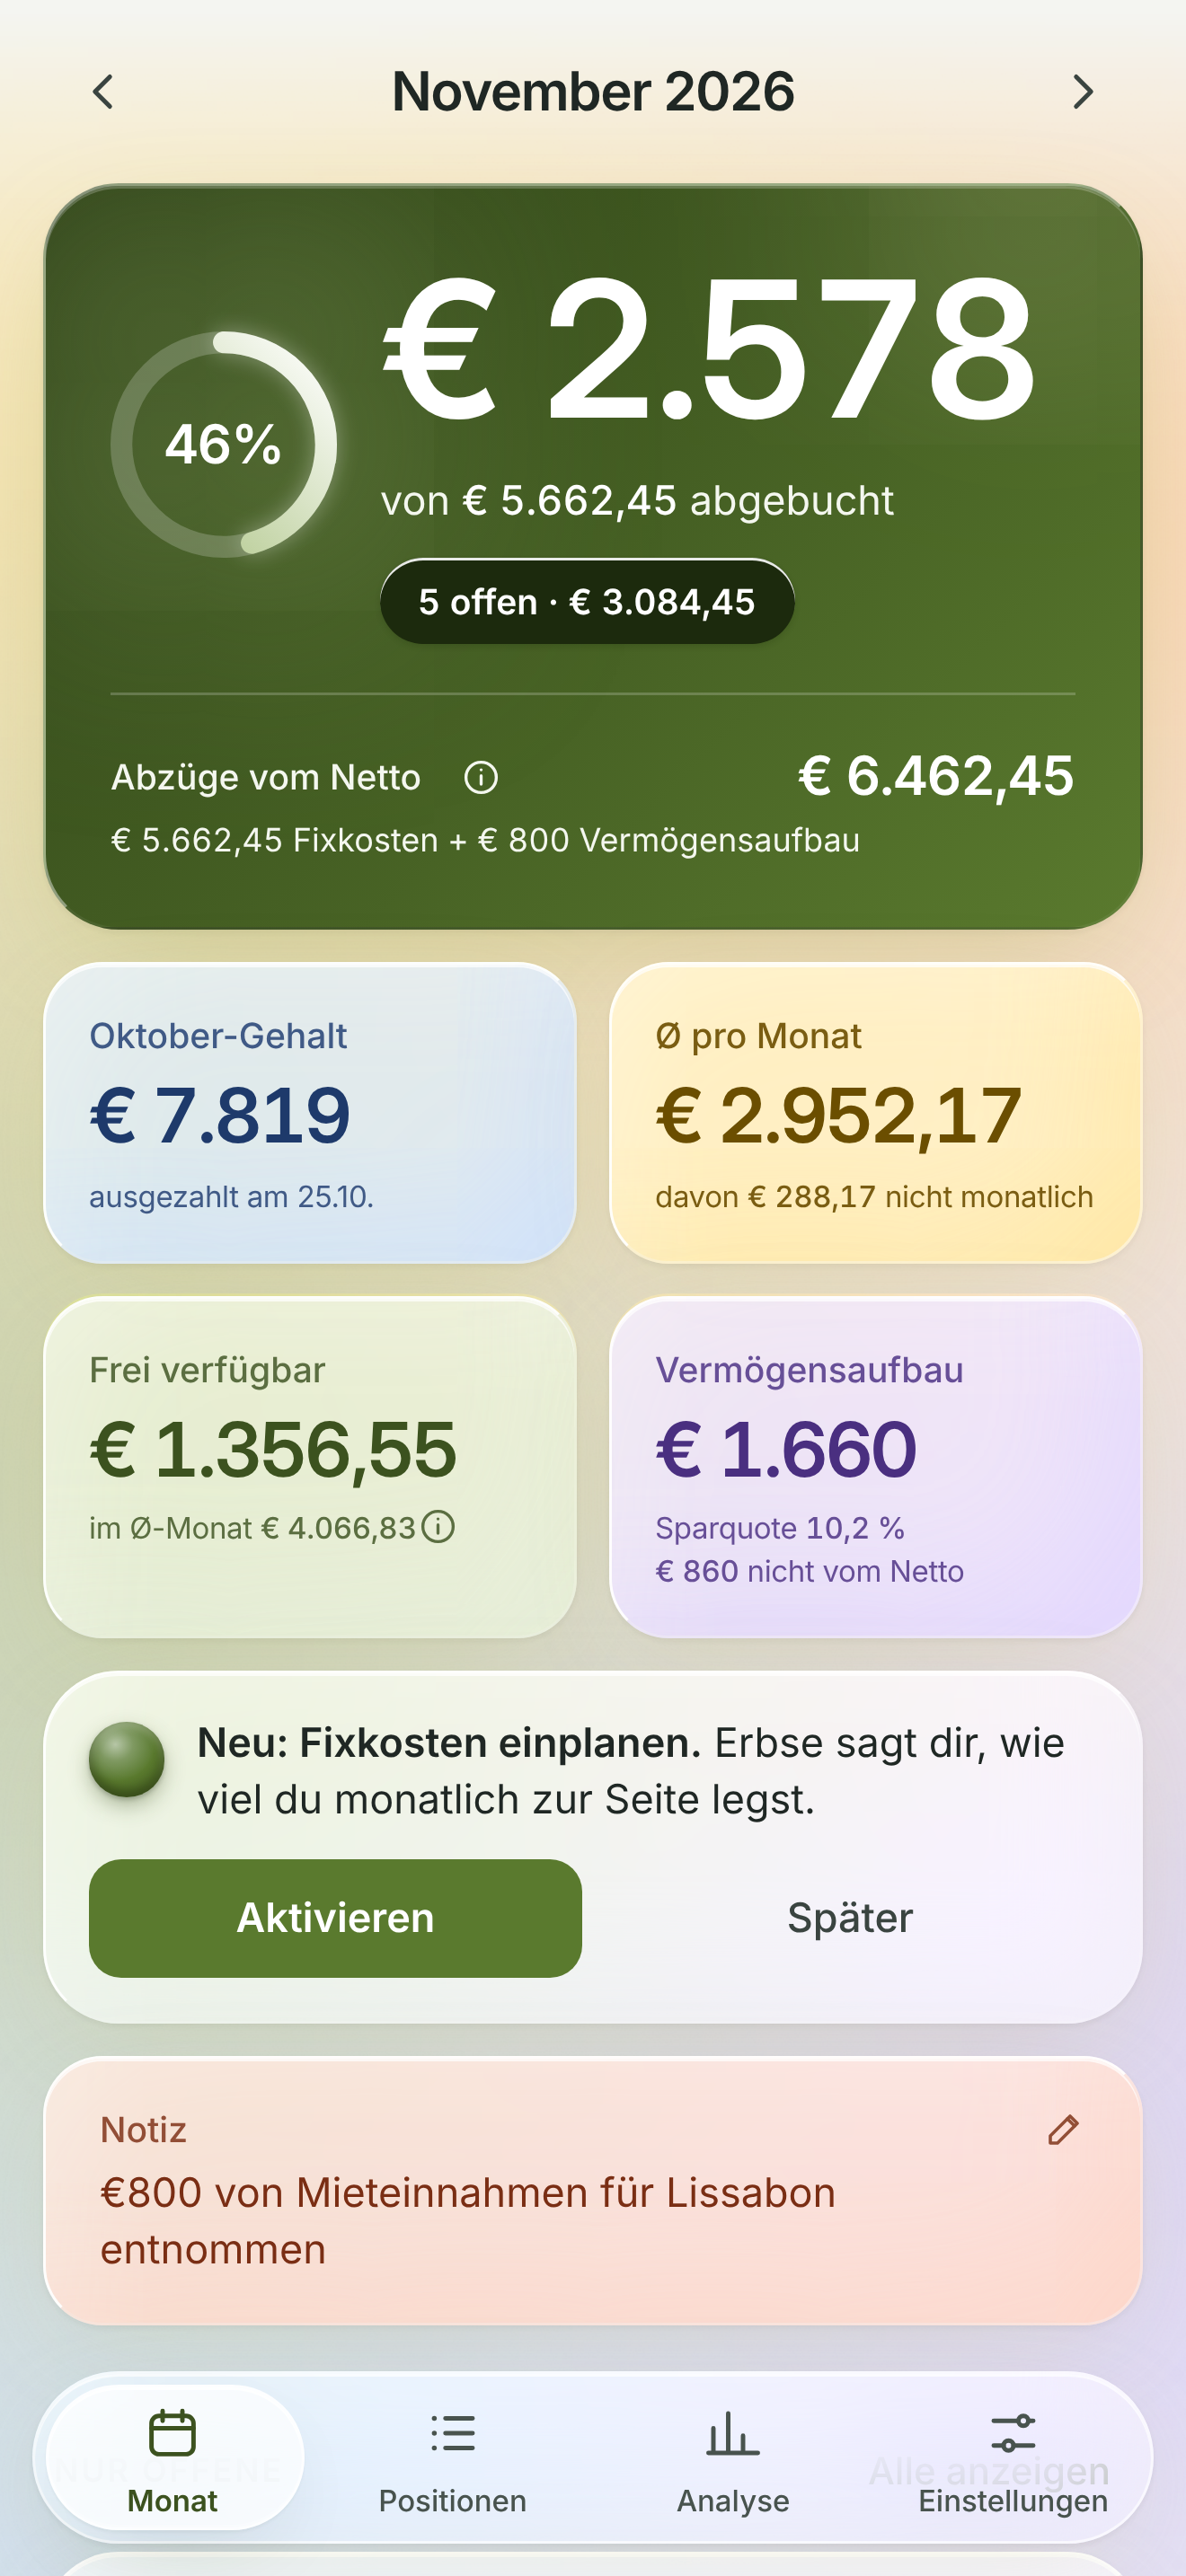 November 2026
46%
€ 2.578
von € 5.662,45 abgebucht
5 offen · € 3.084,45
Abzüge vom Netto
€ 6.462,45
€ 5.662,45 Fixkosten + € 800 Vermögensaufbau
Oktober-Gehalt
€ 7.819
ausgezahlt am 25.10.
Ø pro Monat
€ 2.952,17
davon € 288,17 nicht monatlich
Frei verfügbar
€ 1.356,55
im Ø-Monat € 4.066,83
Vermögensaufbau
€ 1.660
Sparquote 10,2 %
€ 860 nicht vom Netto
Neu: Fixkosten einplanen. Erbse sagt dir, wie
viel du monatlich zur Seite legst.
Aktivieren
Später
Notiz
€800 von Mieteinnahmen für Lissabon
entnommen
NUR OFFENE
Alle anzeigen
Monat
Positionen
Analyse
Einstellungen